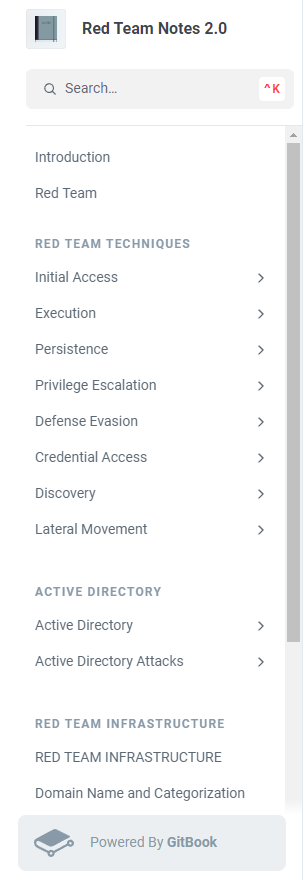 Red Team Notes 2.0
Search...
^K
Introduction
Red Team
RED TEAM TECHNIQUES
Initial Access
Execution
Persistence
Privilege Escalation
Defense Evasion
Credential Access
Discovery
Lateral Movement
ACTIVE DIRECTORY
Active Directory
Active Directory Attacks
RED TEAM INFRASTRUCTURE
RED TEAM INFRASTRUCTURE
Domain Name and Categorization
Powered By GitBook